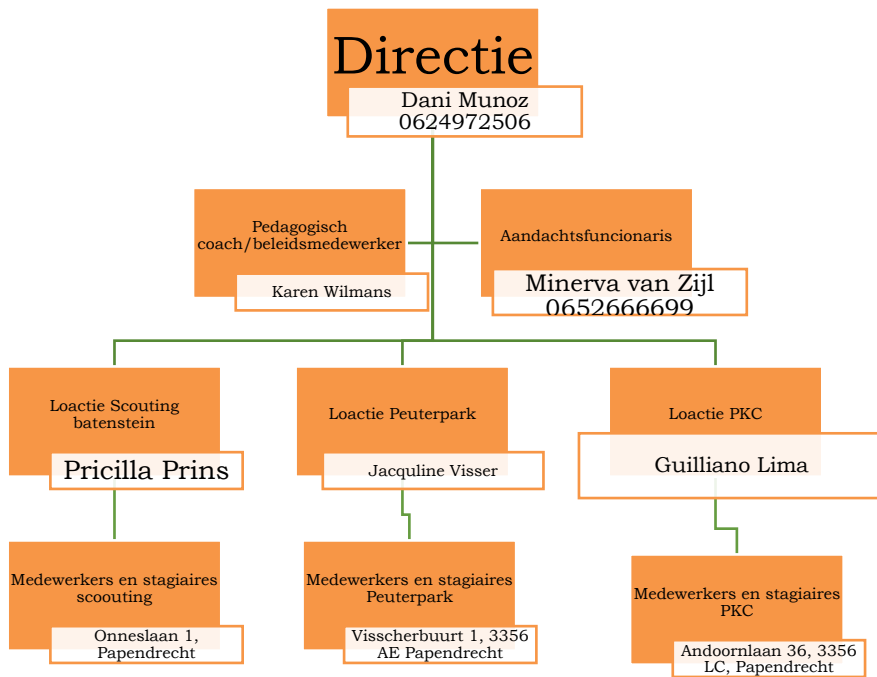 Directie
Dani Munoz
0624972506
Pedagogisch
coach/beleidsmedewerker
Karen Wilmans
Aandachtsfuncionaris
Minerva van Zijl
0652666699
Loactie Scouting
batenstein
Pricilla Prins
Loactie Peuterpark
Jacquline Visser
Loactie PKC
Guilliano Lima
Medewerkers en stagiaires
scoouting
Onneslaan 1,
Papendrecht
Medewerkers en stagiaires
Peuterpark
Visscherbuurt 1, 3356
AE Papendrecht
Medewerkers en stagiaires
PKC
Andoornlaan 36, 3356
LC, Papendrecht